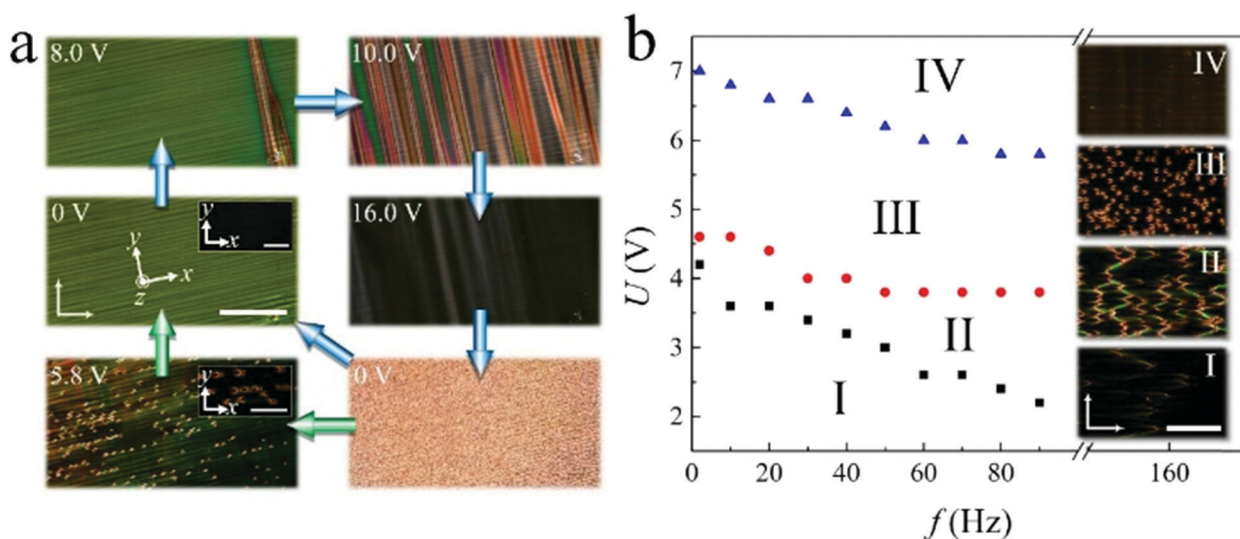 a
8.0 V
10.0 V
0 V
y
x
y
x
z
16.0 V
5.8 V
y
x
0 V
b
U (V)
7
6
5
4
3
2
IV
III
II
I
IV
III
II
I
0 20 40 60 80 160
f (Hz)